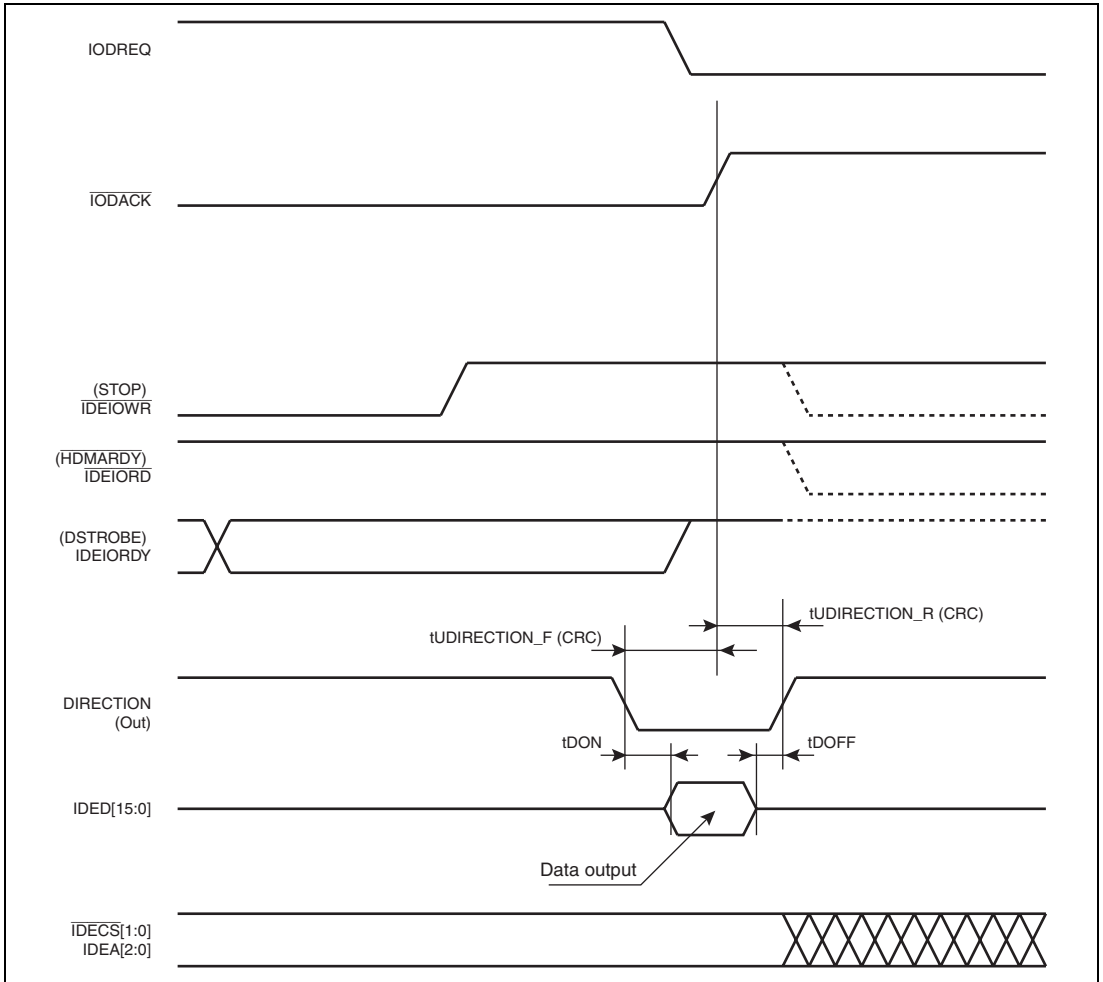 IODREQ
IODACK
(STOP)
IDEIOWR
(HDMARDY)
IDEIORD
(DSTROBE)
IDEIORDY
tUDIRECTION_R (CRC)
tUDIRECTION_F (CRC)
DIRECTION
(Out)
tDON
tDOFF
IDED[15:0]
Data output
IDECS[1:0]
IDEA[2:0]